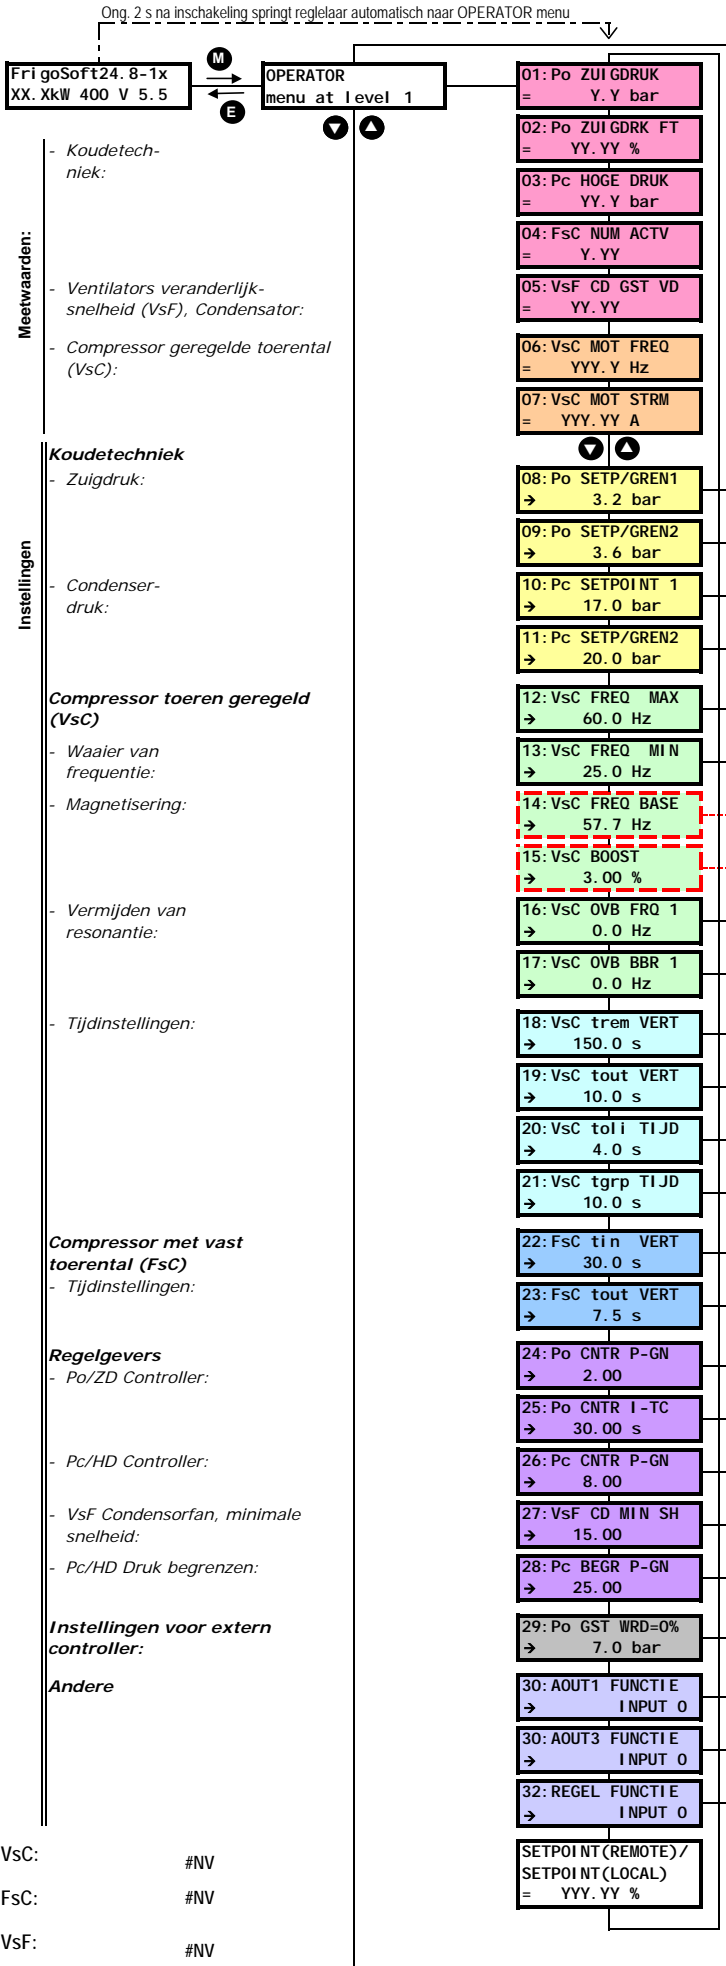 Ong. 2 s na inschakeling springt reglelaar automatisch naar OPERATOR menu
FrigoSoft24.8-1x
XX.XkW 400 V 5.5
M
E
OPERATOR
menu at level 1
Meetwaarden:
- Koudetech-
niek:
01:Po ZUIGDRUK
= Y.Y bar
02:Po ZUIGDRK FT
= YY.YY %
03:Pc HOGE DRUK
= YY.Y bar
04:FsC NUM ACTV
= Y.YY
- Ventilators veranderlijk-
snelheid (VsF), Condensator:
05:VsF CD GST VD
= YY.YY
- Compressor geregelde toerental
(VsC):
06:VsC MOT FREQ
= YYY.Y Hz
07:VsC MOT STRM
= YYY.YY A
Instellingen
Koudetechniek
- Zuigdruk:
08:Po SETP/GREN1
→ 3.2 bar
09:Po SETP/GREN2
→ 3.6 bar
- Condenser-
druk:
10:Pc SETPOINT 1
→ 17.0 bar
11:Pc SETP/GREN2
→ 20.0 bar
Compressor toeren geregeld
(VsC)
12:VsC FREQ MAX
→ 60.0 Hz
- Waaier van
frequentie:
13:VsC FREQ MIN
→ 25.0 Hz
- Magnetisering:
14:VsC FREQ BASE
→ 57.7 Hz
15:VsC BOOST
→ 3.00 %
- Vermijden van
resonantie:
16:VsC OVB FRQ 1
→ 0.0 Hz
17:VsC OVB BBR 1
→ 0.0 Hz
- Tijdinstellingen:
18:VsC trem VERT
→ 150.0 s
19:VsC tout VERT
→ 10.0 s
20:VsC toli TIJD
→ 4.0 s
21:VsC tgrp TIJD
→ 10.0 s
Compressor met vast
toerental (FsC)
22:FsC tin VERT
→ 30.0 s
- Tijdinstellingen:
23:FsC tout VERT
→ 7.5 s
Regelgevers
- Po/ZD Controller:
24:Po CNTR P-GN
→ 2.00
25:Po CNTR I-TC
→ 30.00 s
- Pc/HD Controller:
26:Pc CNTR P-GN
→ 8.00
- VsF Condensorfan, minimale
snelheid:
27:VsF CD MIN SH
→ 15.00
- Pc/HD Druk begrenzen:
28:Pc BEGR P-GN
→ 25.00
Instellingen voor extern
controller:
29:Po GST WRD=0%
→ 7.0 bar
Andere
30:AOUT1 FUNCTIE
→ INPUT 0
30:AOUT3 FUNCTIE
→ INPUT 0
32:REGEL FUNCTIE
→ INPUT 0
SETPOINT(REMOTE)/
SETPOINT(LOCAL)
= YYY.YY %
VsC: #NV
FsC: #NV
VsF: #NV